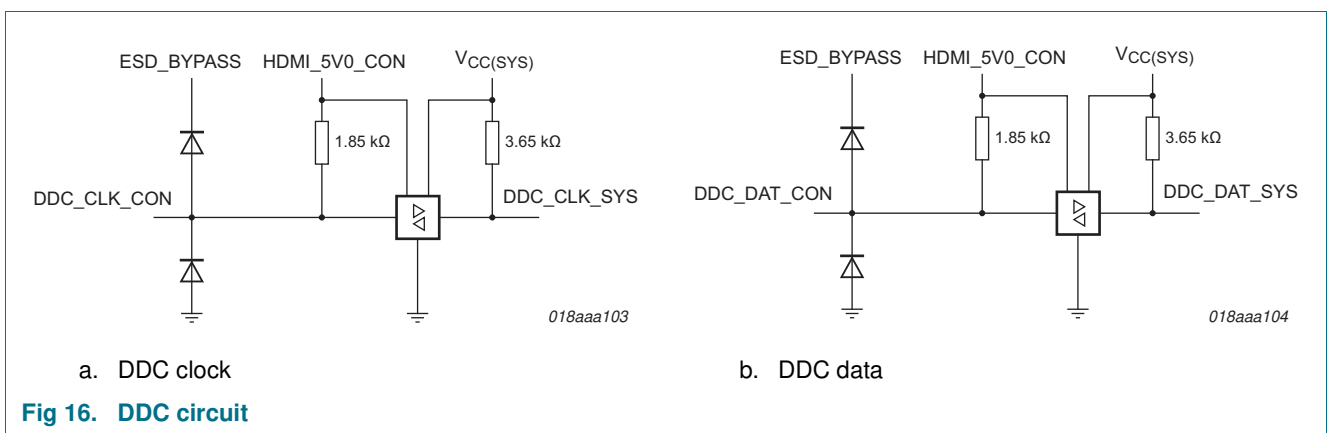 ESD_BYPASS HDMI_5V0_CON VCC(SYS)
1.85 kΩ 3.65 kΩ
DDC_CLK_CON DDC_CLK_SYS
018aaa103
a. DDC clock
ESD_BYPASS HDMI_5V0_CON VCC(SYS)
1.85 kΩ 3.65 kΩ
DDC_DAT_CON DDC_DAT_SYS
018aaa104
b. DDC data
Fig 16. DDC circuit